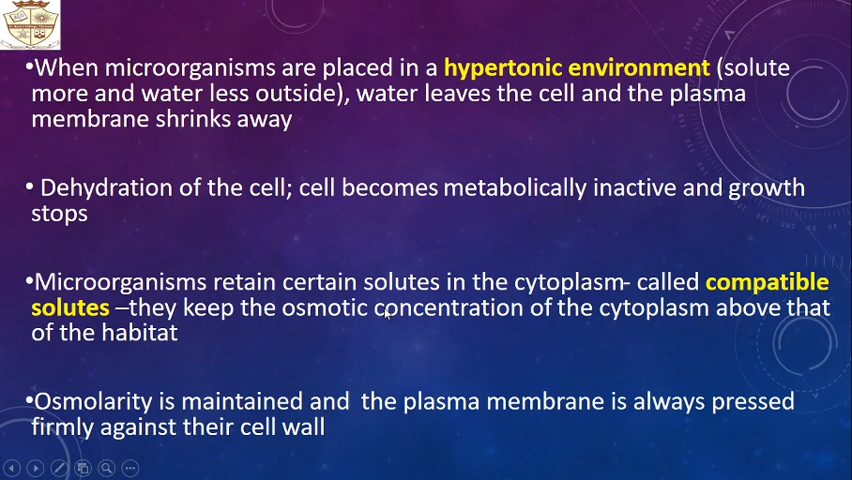 •When microorganisms are placed in a hypertonic environment (solute
more and water less outside), water leaves the cell and the plasma
membrane shrinks away
• Dehydration of the cell; cell becomes metabolically inactive and growth
stops
•Microorganisms retain certain solutes in the cytoplasm- called compatible
solutes –they keep the osmotic concentration of the cytoplasm above that
of the habitat
•Osmolarity is maintained and  the plasma membrane is always pressed
firmly against their cell wall